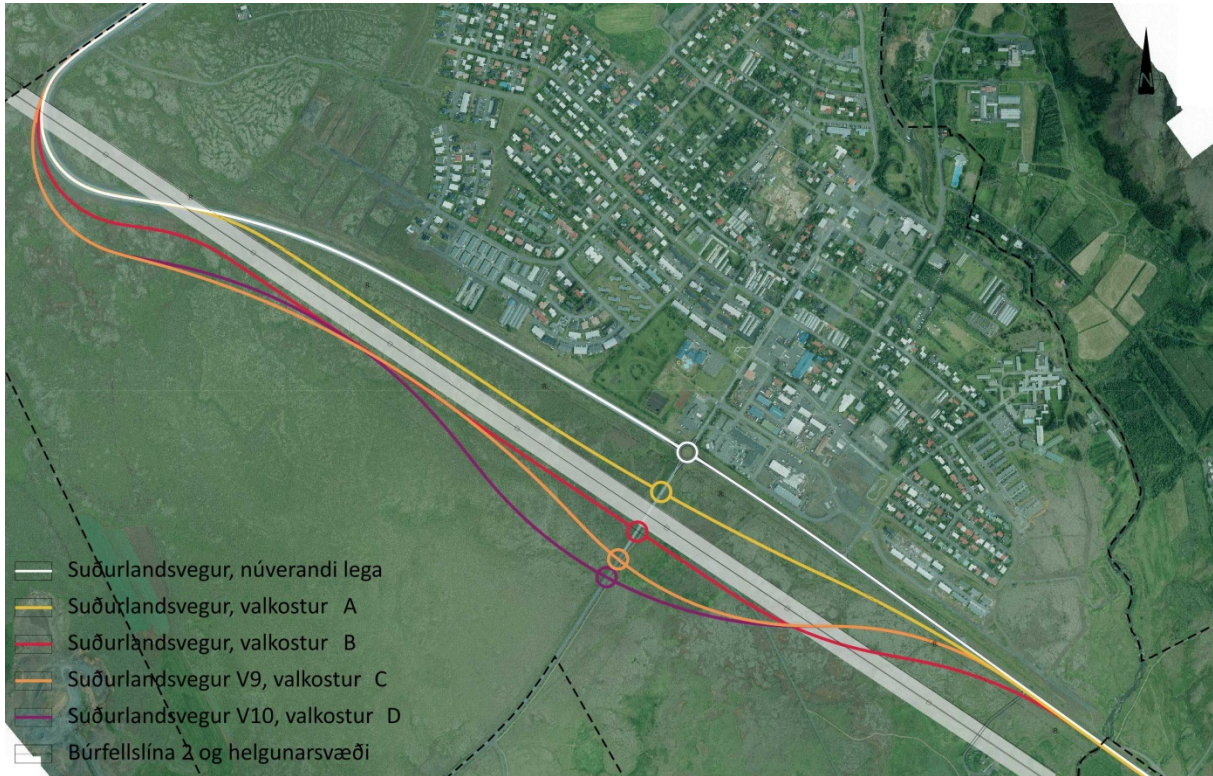 N
Suðurlandsvegur, núverandi lega
Suðurlandsvegur, valkostur A
Suðurlandsvegur, valkostur B
Suðurlandsvegur V9, valkostur C
Suðurlandsvegur V10, valkostur D
Búrfellslína 2 og helgunarsvæði